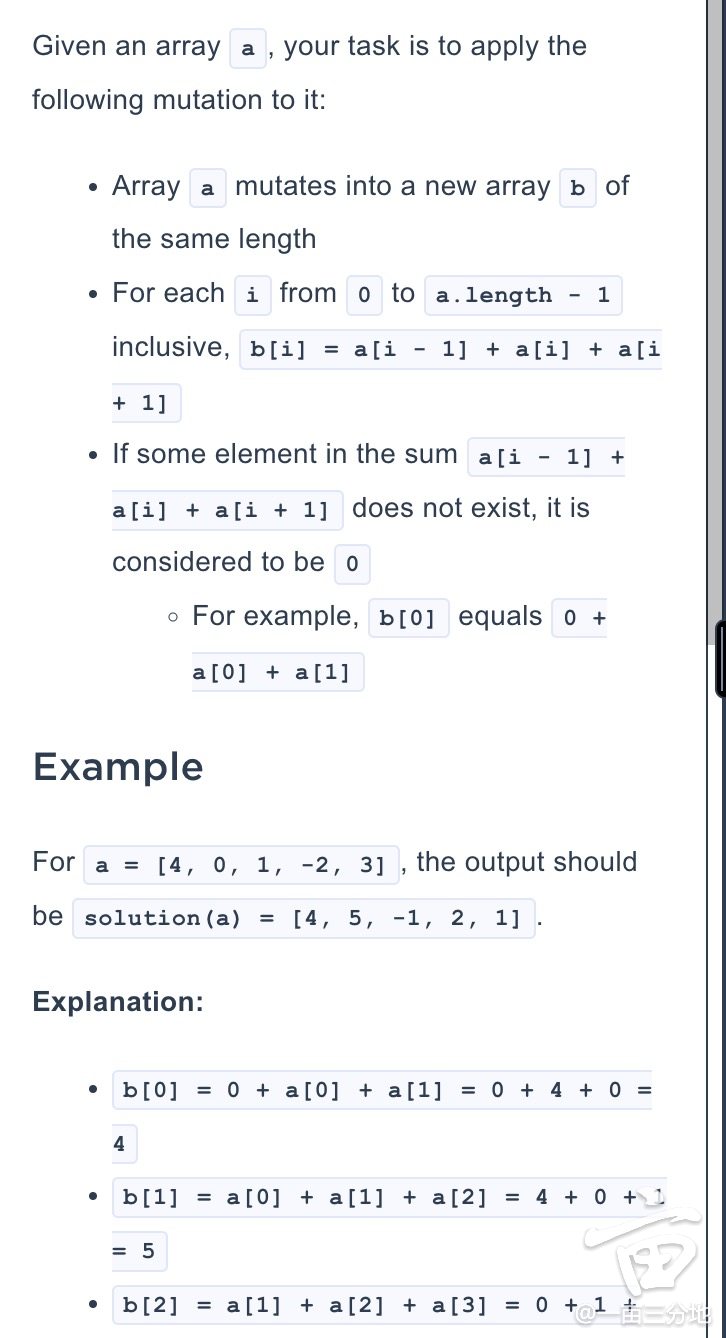 Given an array a, your task is to apply the
following mutation to it:
• Array a mutates into a new array b of
the same length
• For each i from 0 to a.length - 1
inclusive, b[i] = a[i - 1] + a[i] + a[i
+ 1]
• If some element in the sum a[i - 1] +
a[i] + a[i + 1] does not exist, it is
considered to be 0
◦ For example, b[0] equals 0 +
a[0] + a[1]
Example
For a = [4, 0, 1, -2, 3], the output should
be solution(a) = [4, 5, -1, 2, 1].
Explanation:
• b[0] = 0 + a[0] + a[1] = 0 + 4 + 0 =
4
• b[1] = a[0] + a[1] + a[2] = 4 + 0 + 1
= 5
• b[2] = a[1] + a[2] + a[3] = 0 + 1 +
@一亩三分地